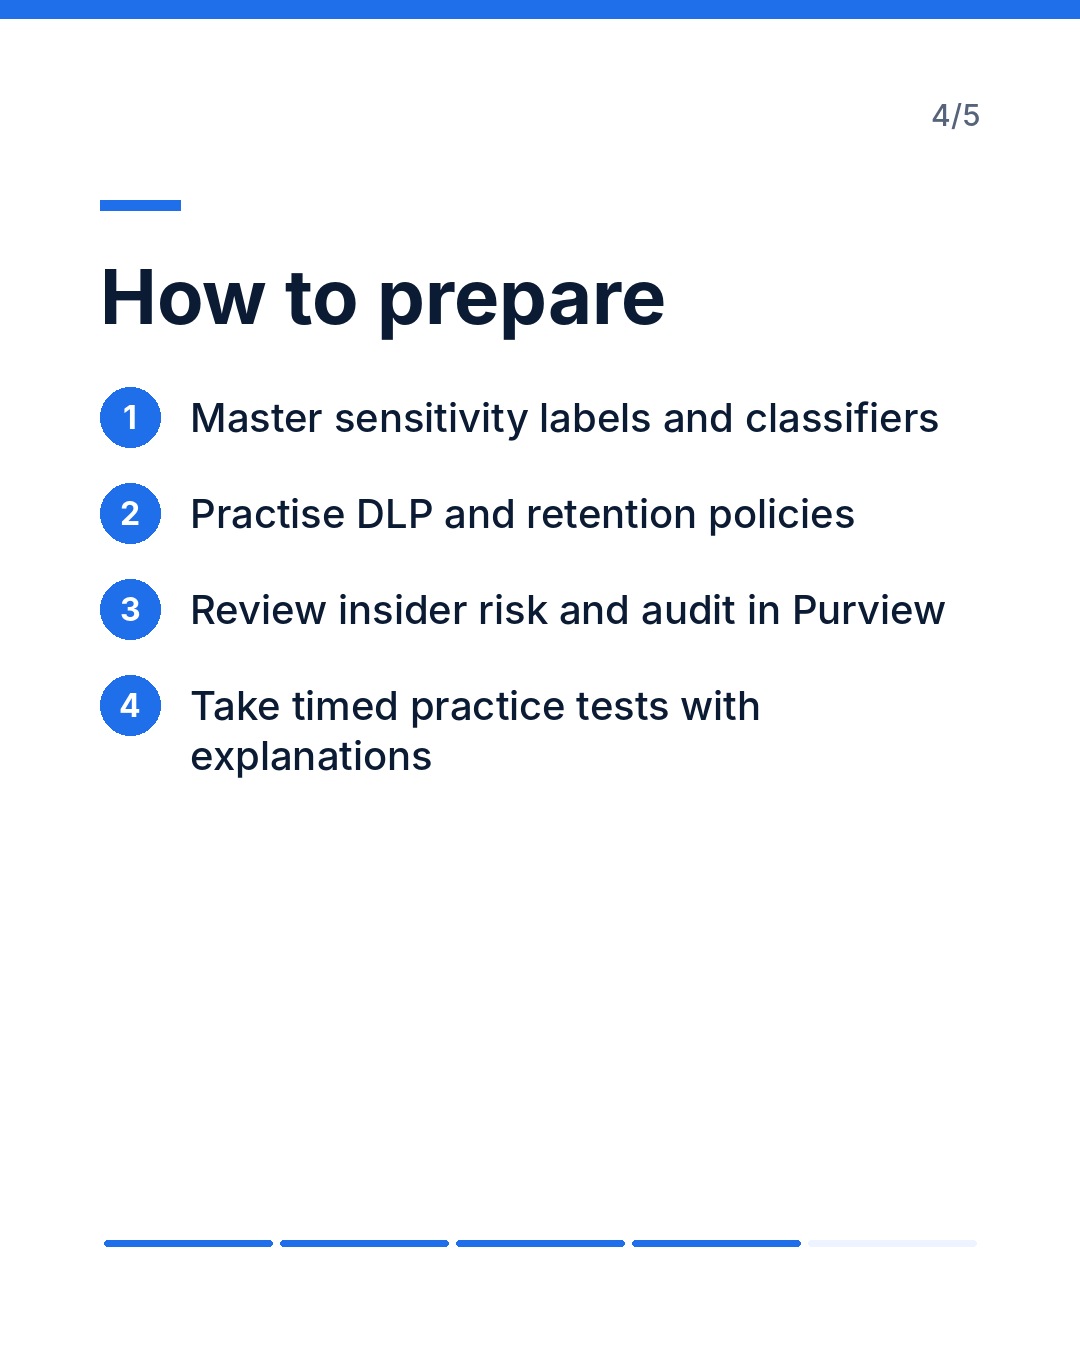 4/5
How to prepare
1 Master sensitivity labels and classifiers
2 Practise DLP and retention policies
3 Review insider risk and audit in Purview
4 Take timed practice tests with
explanations